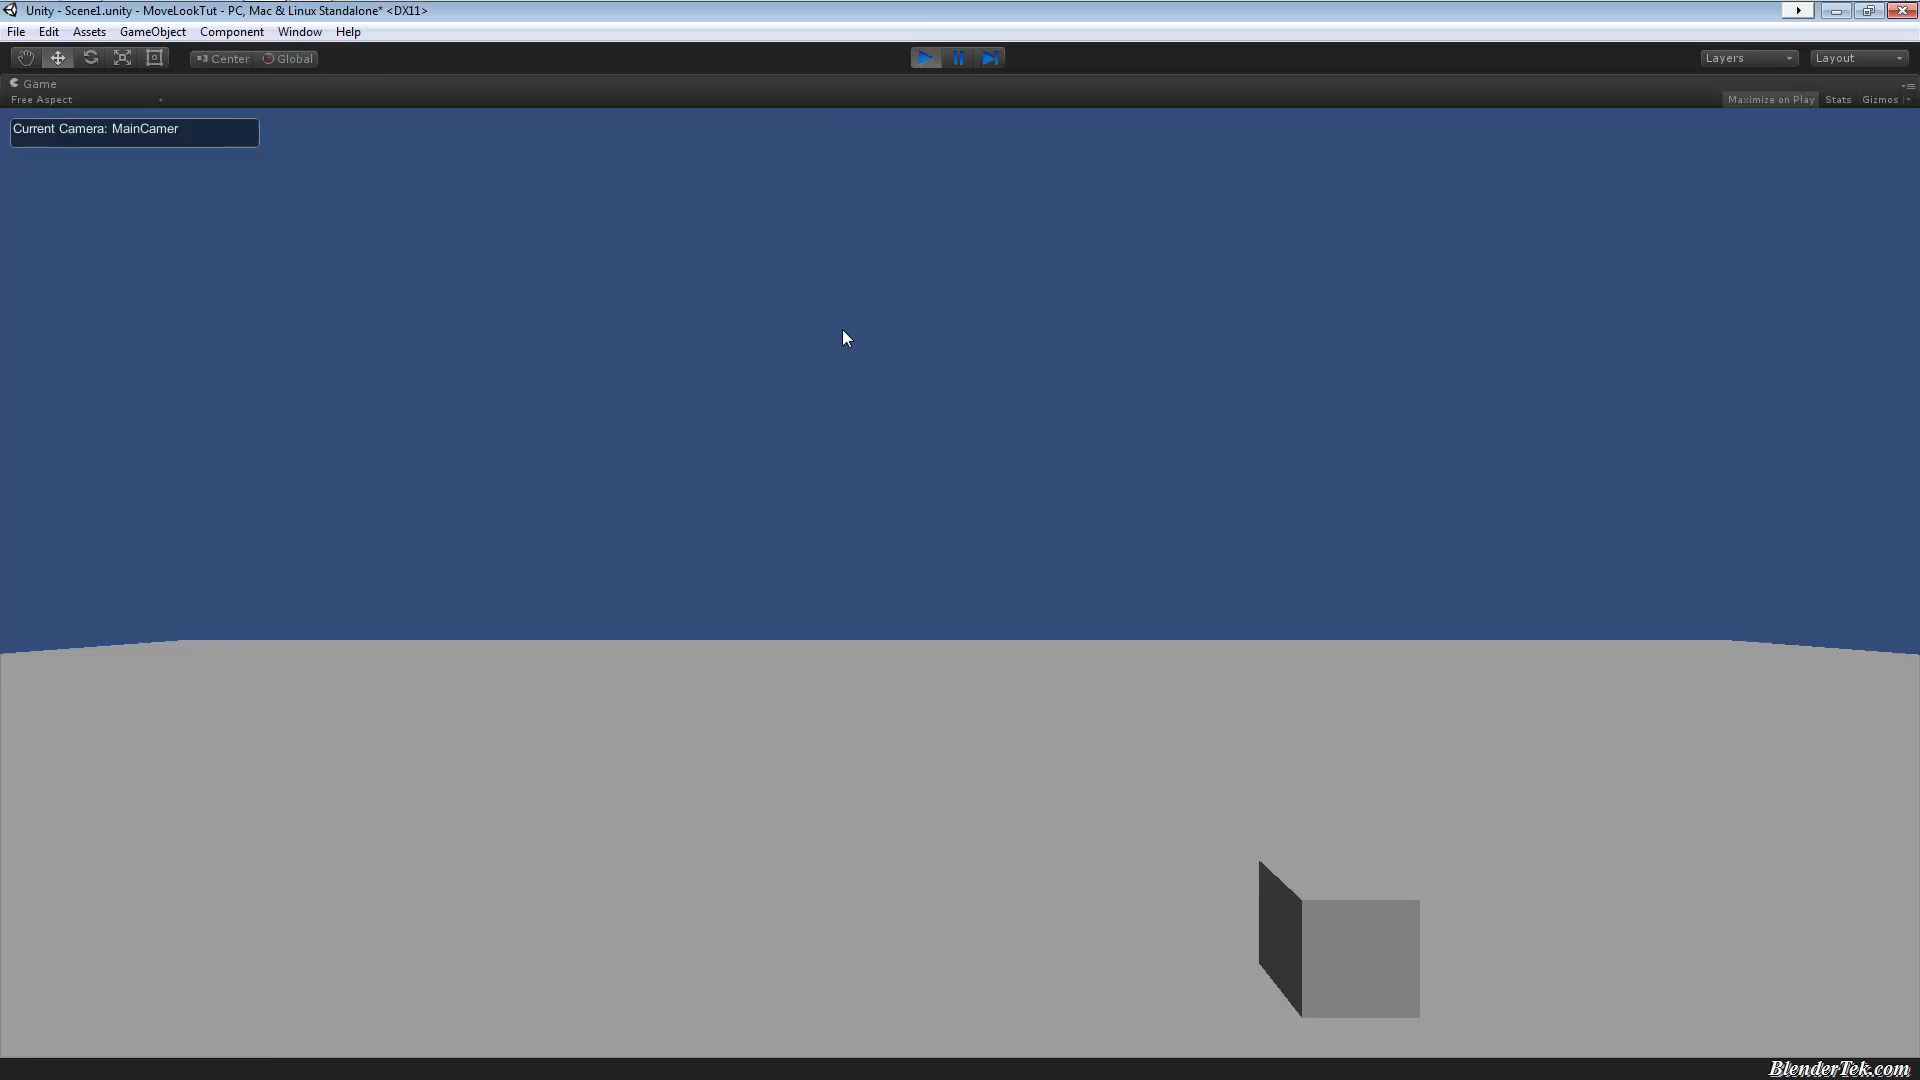 Unity - Scene1.unity - MoveLookTut - PC, Mac & Linux Standalone* <DX11>
File Edit Assets GameObject Component Window Help
Center Global Layers Layout
Game
Free Aspect Maximize on Play Stats Gizmos
Current Camera: MainCamer
BlenderTek.com